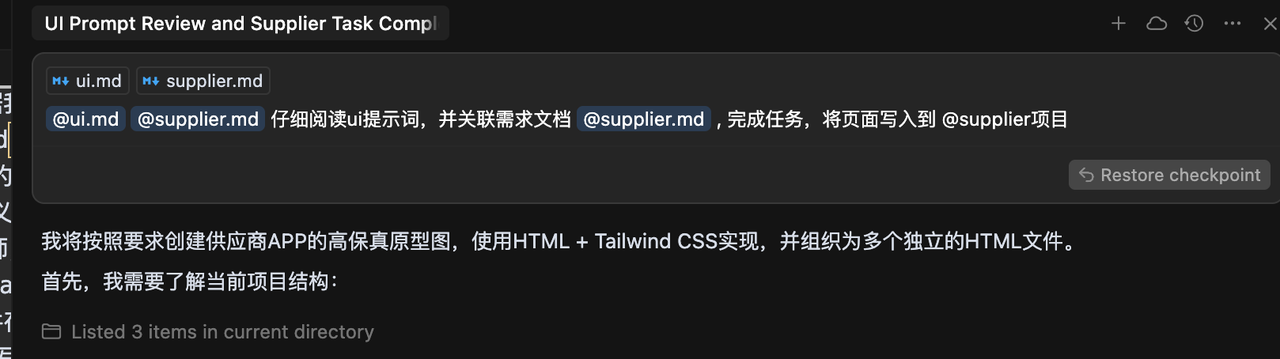 UI Prompt Review and Supplier Task Compl
ui.md supplier.md
@ui.md @supplier.md 仔细阅读ui提示词，并关联需求文档 @supplier.md , 完成任务，将页面写入到 @supplier项目
Restore checkpoint
我将按照要求创建供应商APP的高保真原型图，使用HTML + Tailwind CSS实现，并组织为多个独立的HTML文件。
首先，我需要了解当前项目结构：
Listed 3 items in current directory